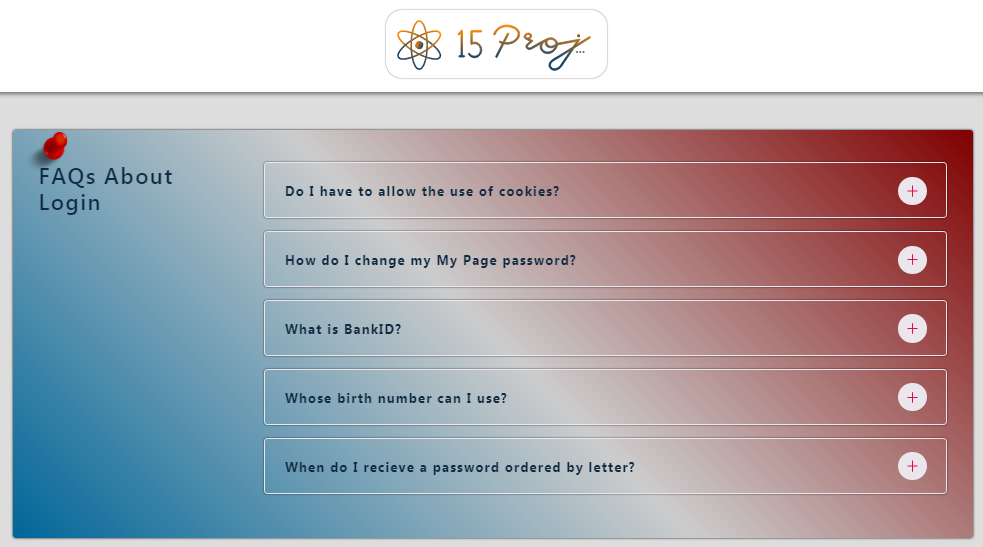 15 Proj...
FAQs About
Login
Do I have to allow the use of cookies?
How do I change my My Page password?
What is BankID?
Whose birth number can I use?
When do I recieve a password ordered by letter?